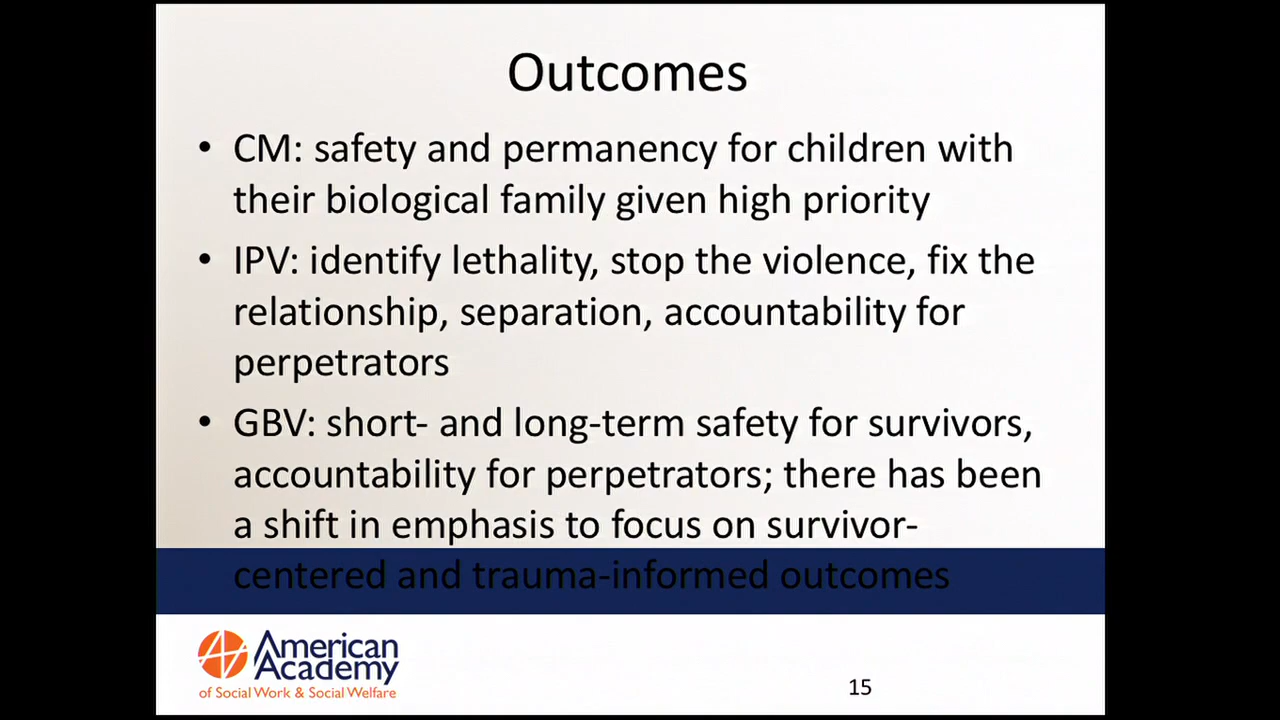 Outcomes
• CM: safety and permanency for children with
their biological family given high priority
• IPV: identify lethality, stop the violence, fix the
relationship, separation, accountability for
perpetrators
• GBV: short- and long-term safety for survivors,
accountability for perpetrators; there has been
a shift in emphasis to focus on survivor-
centered and trauma-informed outcomes
American
Academy
of Social Work & Social Welfare
15